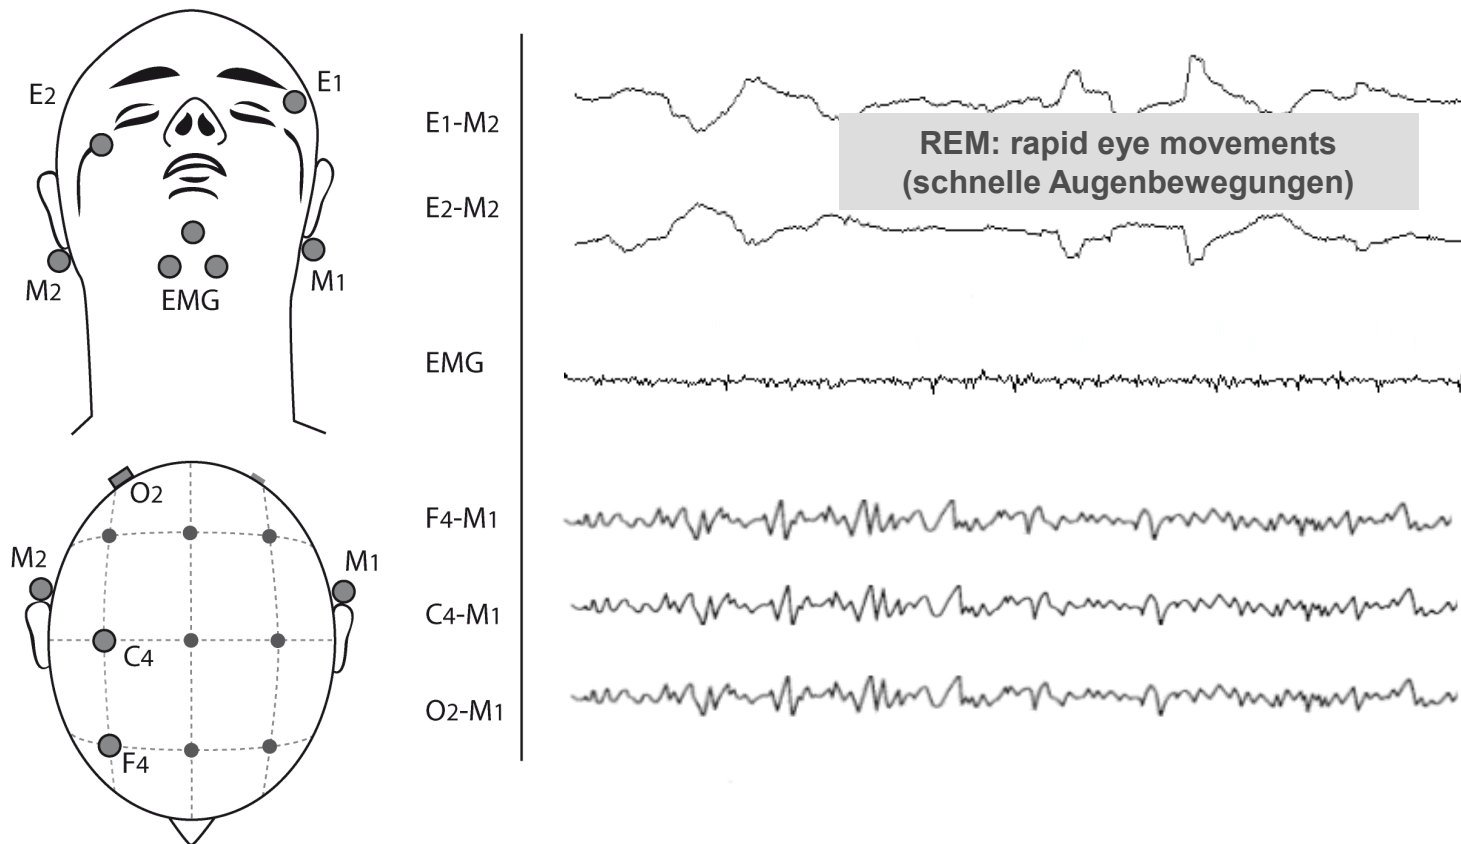 E2
E1
M2
EMG
M1
O2
M2
M1
C4
F4
E1-M2
REM: rapid eye movements
(schnelle Augenbewegungen)
E2-M2
EMG
F4-M1
C4-M1
O2-M1